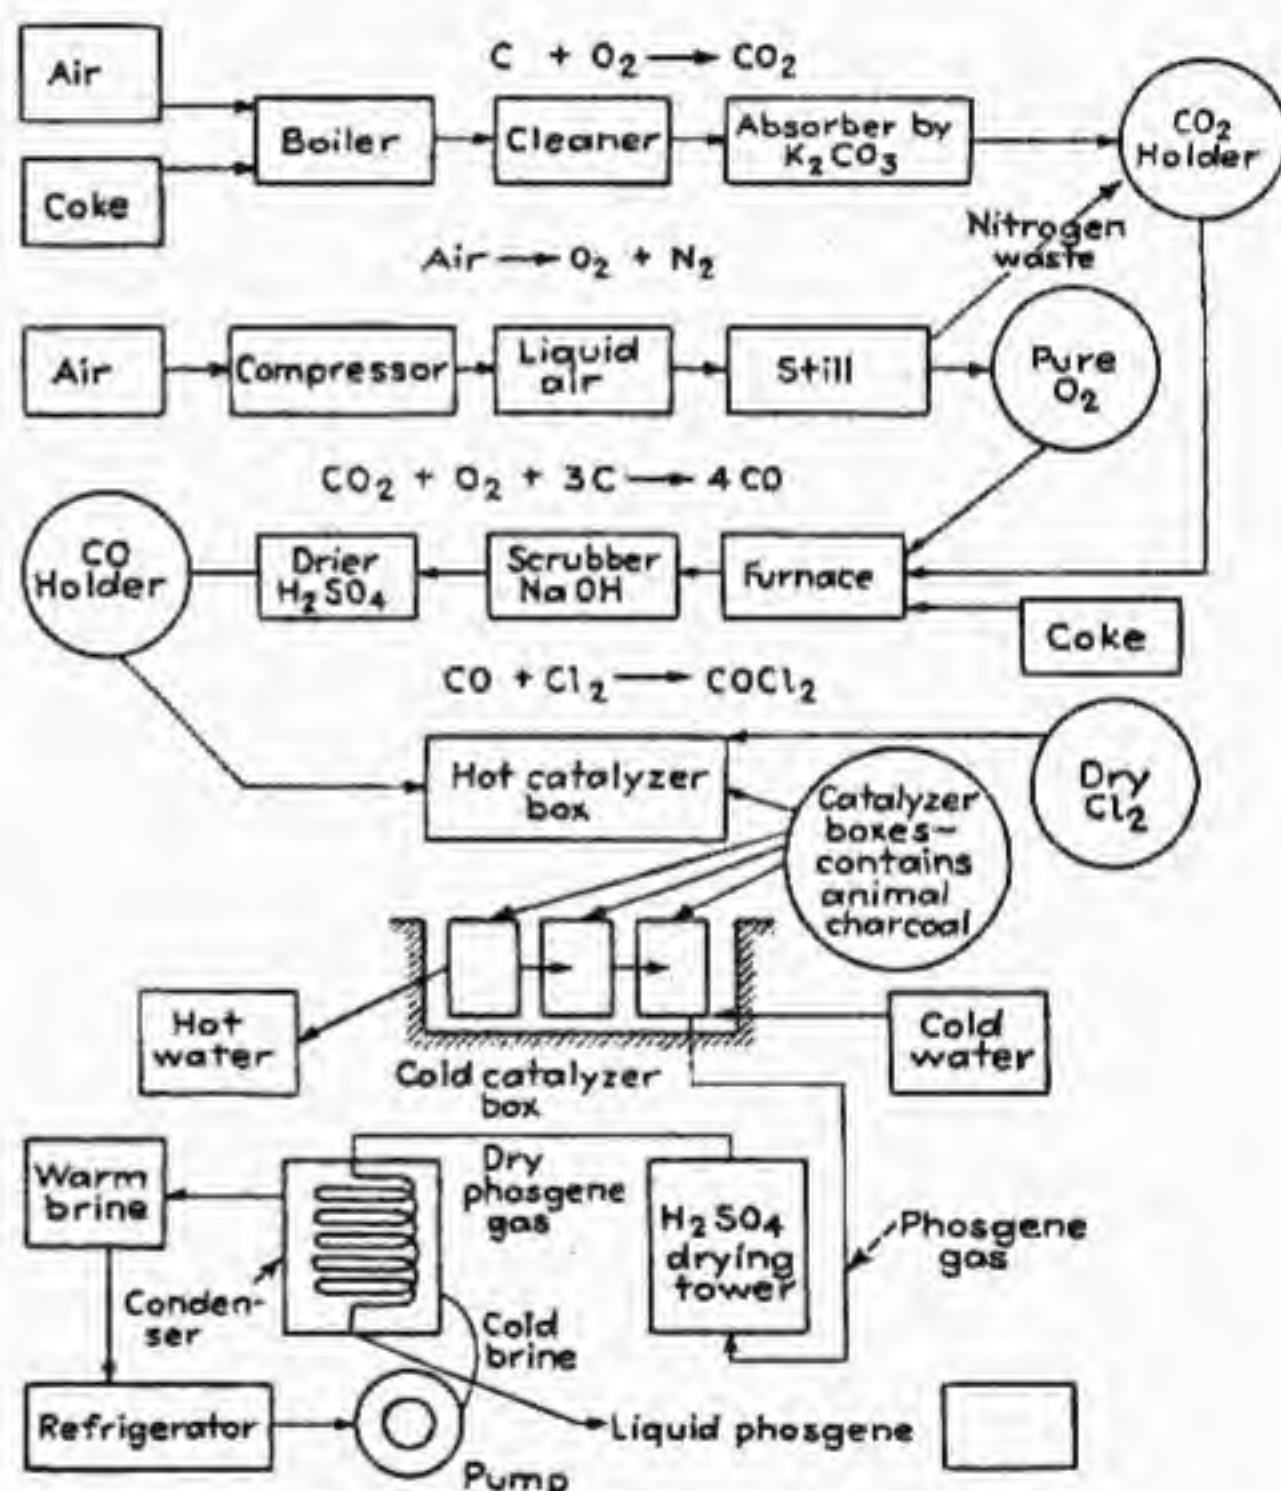 Air
C + O₂ → CO₂
Coke
Boiler
Cleaner
Absorber by
K₂CO₃
CO₂
Holder
Air → O₂ + N₂
Nitrogen
waste
Air
Compressor
Liquid
air
Still
Pure
O₂
CO₂ + O₂ + 3C → 4CO
CO
Holder
Drier
H₂SO₄
Scrubber
NaOH
Furnace
Coke
CO + Cl₂ → COCl₂
Hot catalyzer
box
Dry
Cl₂
Catalyzer
boxes~
contains
animal
charcoal
Hot
water
Cold
water
Cold catalyzer
box
Warm
brine
Dry
phosgene
gas
H₂SO₄
drying
tower
Phosgene
gas
Conden-
ser
Cold
brine
Refrigerator
Pump
Liquid phosgene